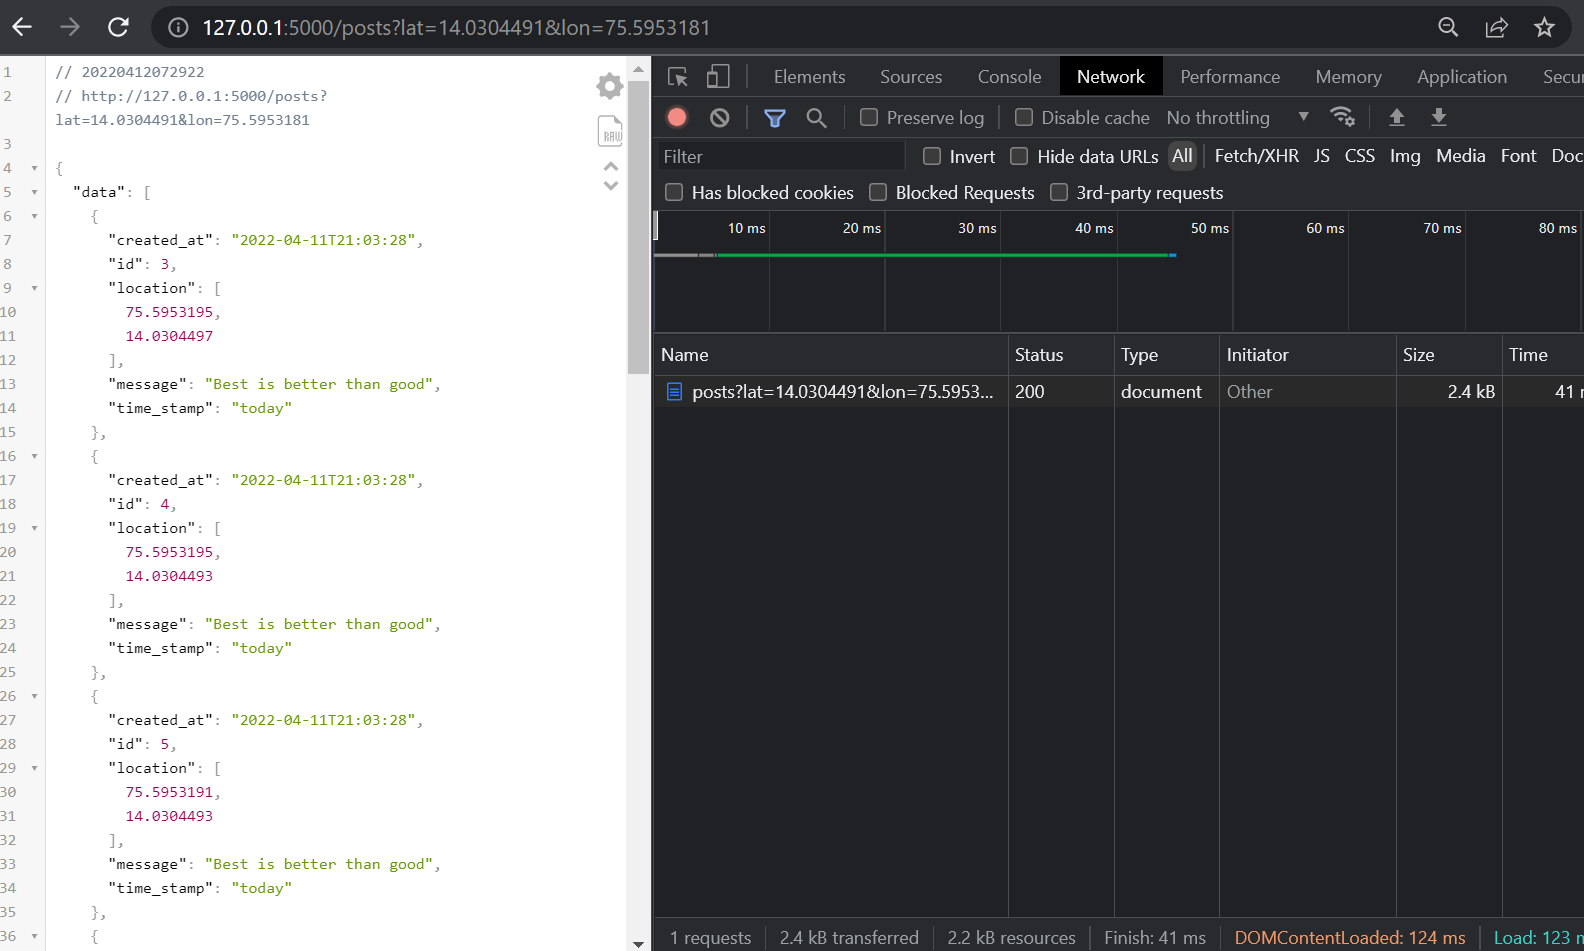 127.0.0.1:5000/posts?lat=14.0304491&lon=75.5953181
1 // 20220412072922
2 // http://127.0.0.1:5000/posts?
lat=14.0304491&lon=75.5953181
3
4 {
5 "data": [
6 {
7 "created_at": "2022-04-11T21:03:28",
8 "id": 3,
9 "location": [
10 75.5953195,
11 14.0304497
12 ],
13 "message": "Best is better than good",
14 "time_stamp": "today"
15 },
16 {
17 "created_at": "2022-04-11T21:03:28",
18 "id": 4,
19 "location": [
20 75.5953195,
21 14.0304493
22 ],
23 "message": "Best is better than good",
24 "time_stamp": "today"
25 },
26 {
27 "created_at": "2022-04-11T21:03:28",
28 "id": 5,
29 "location": [
30 75.5953191,
31 14.0304493
32 ],
33 "message": "Best is better than good",
34 "time_stamp": "today"
35 },
36 {
RAW
Elements Sources Console Network Performance Memory Application Secu
Preserve log Disable cache No throttling
Filter Invert Hide data URLs All Fetch/XHR JS CSS Img Media Font Doc
Has blocked cookies Blocked Requests 3rd-party requests
10 ms 20 ms 30 ms 40 ms 50 ms 60 ms 70 ms 80 ms
Name Status Type Initiator Size Time
posts?lat=14.0304491&lon=75.5953... 200 document Other 2.4 kB 41
1 requests 2.4 kB transferred 2.2 kB resources Finish: 41 ms DOMContentLoaded: 124 ms Load: 123